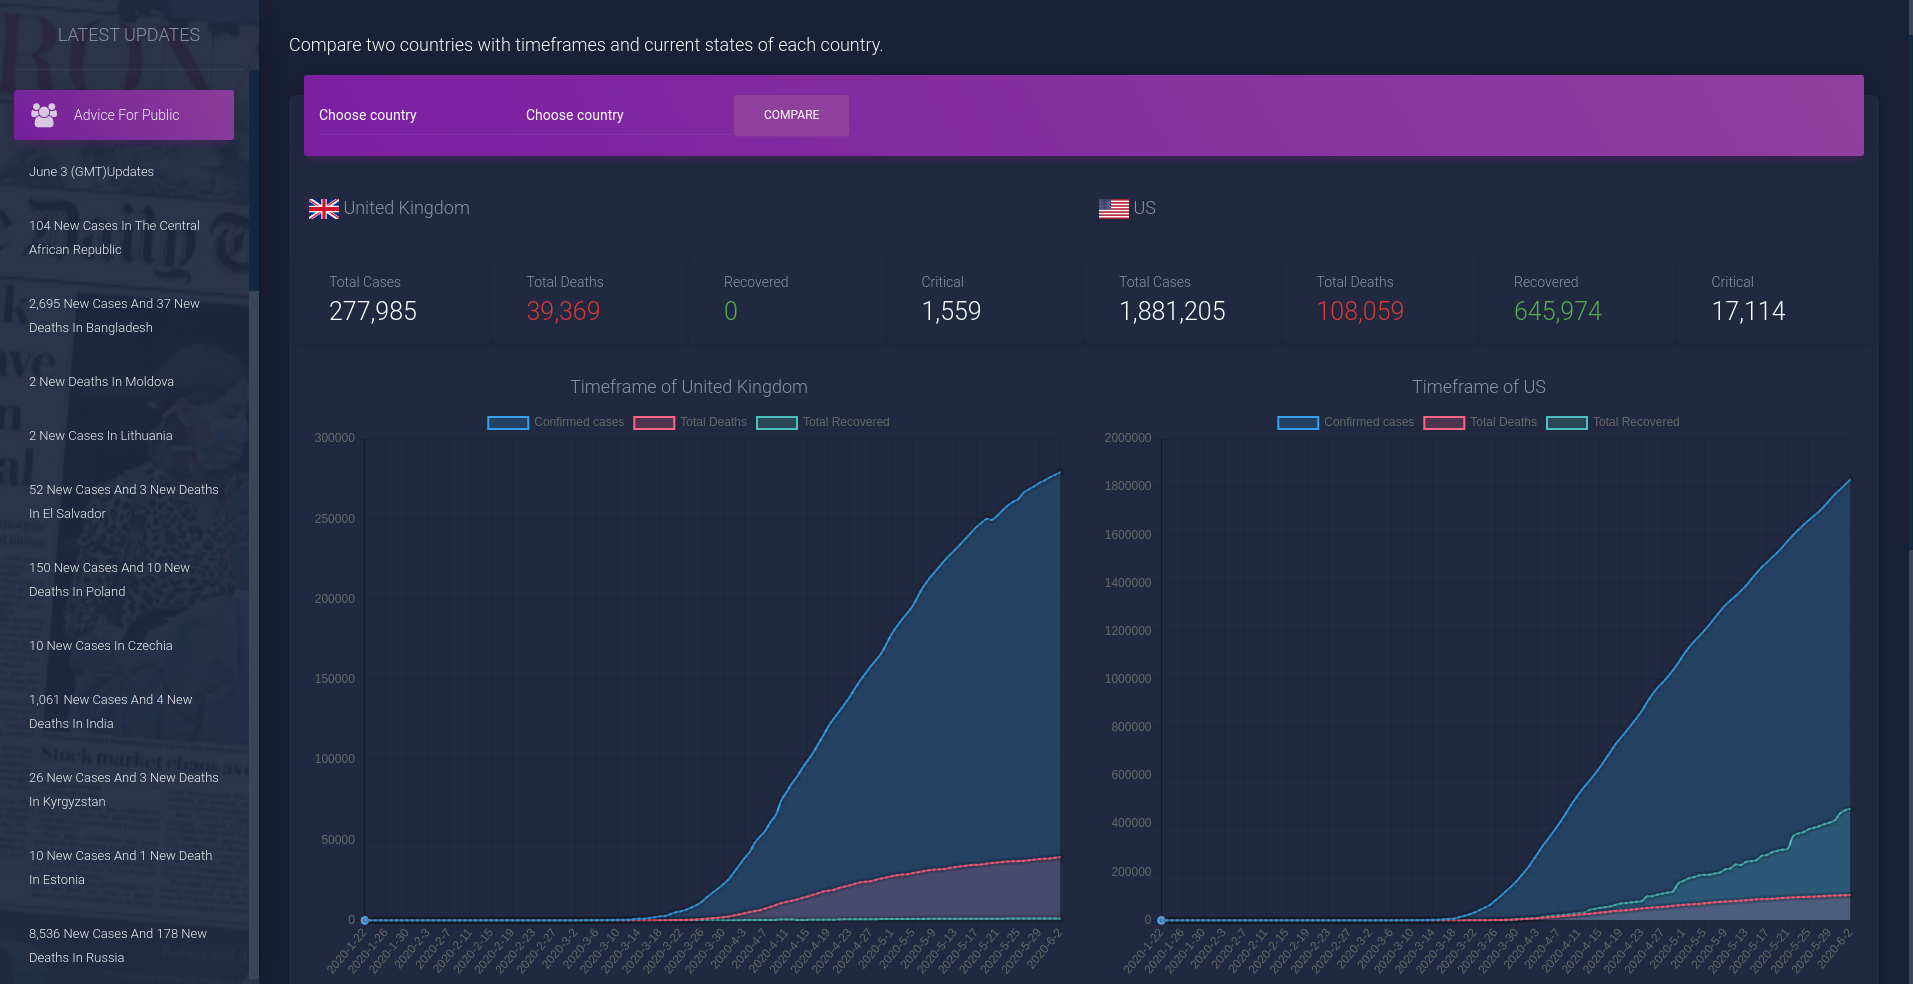 LATEST UPDATES
Advice For Public
June 3 (GMT)Updates
104 New Cases In The Central
African Republic
2,695 New Cases And 37 New
Deaths In Bangladesh
2 New Deaths In Moldova
2 New Cases In Lithuania
52 New Cases And 3 New Deaths
In El Salvador
150 New Cases And 10 New
Deaths In Poland
10 New Cases In Czechia
1,061 New Cases And 4 New
Deaths In India
26 New Cases And 3 New Deaths
In Kyrgyzstan
10 New Cases And 1 New Death
In Estonia
8,536 New Cases And 178 New
Deaths In Russia
Stock market chaos as
Daily
Compare two countries with timeframes and current states of each country.
Choose country Choose country COMPARE
United Kingdom
Total Cases Total Deaths Recovered Critical
277,985 39,369 0 1,559
US
Total Cases Total Deaths Recovered Critical
1,881,205 108,059 645,974 17,114
Timeframe of United Kingdom
Confirmed cases Total Deaths Total Recovered
300000
250000
200000
150000
100000
50000
0
2020-1-22 2020-1-26 2020-1-30 2020-2-3 2020-2-7 2020-2-11 2020-2-15 2020-2-19 2020-2-23 2020-2-27 2020-3-2 2020-3-6 2020-3-10 2020-3-14 2020-3-18 2020-3-22 2020-3-26 2020-3-30 2020-4-3 2020-4-7 2020-4-11 2020-4-15 2020-4-19 2020-4-23 2020-4-27 2020-5-1 2020-5-5 2020-5-9 2020-5-13 2020-5-17 2020-5-21 2020-5-25 2020-5-29 2020-6-2
Timeframe of US
Confirmed cases Total Deaths Total Recovered
2000000
1800000
1600000
1400000
1200000
1000000
800000
600000
400000
200000
0
2020-1-22 2020-1-26 2020-1-30 2020-2-3 2020-2-7 2020-2-11 2020-2-15 2020-2-19 2020-2-23 2020-2-27 2020-3-2 2020-3-6 2020-3-10 2020-3-14 2020-3-18 2020-3-22 2020-3-26 2020-3-30 2020-4-3 2020-4-7 2020-4-11 2020-4-15 2020-4-19 2020-4-23 2020-4-27 2020-5-1 2020-5-5 2020-5-9 2020-5-13 2020-5-17 2020-5-21 2020-5-25 2020-5-29 2020-6-2